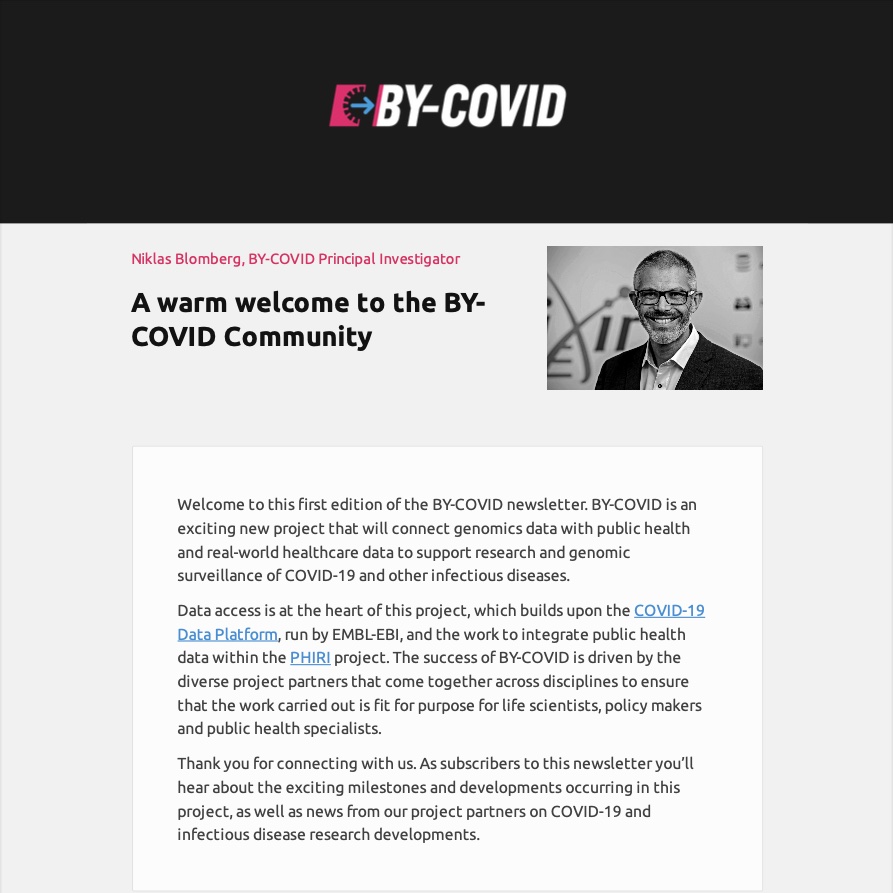 BY-COVID
Niklas Blomberg, BY-COVID Principal Investigator
A warm welcome to the BY-
COVID Community
Welcome to this first edition of the BY-COVID newsletter. BY-COVID is an
exciting new project that will connect genomics data with public health
and real-world healthcare data to support research and genomic
surveillance of COVID-19 and other infectious diseases.
Data access is at the heart of this project, which builds upon the COVID-19
Data Platform, run by EMBL-EBI, and the work to integrate public health
data within the PHIRI project. The success of BY-COVID is driven by the
diverse project partners that come together across disciplines to ensure
that the work carried out is fit for purpose for life scientists, policy makers
and public health specialists.
Thank you for connecting with us. As subscribers to this newsletter you’ll
hear about the exciting milestones and developments occurring in this
project, as well as news from our project partners on COVID-19 and
infectious disease research developments.